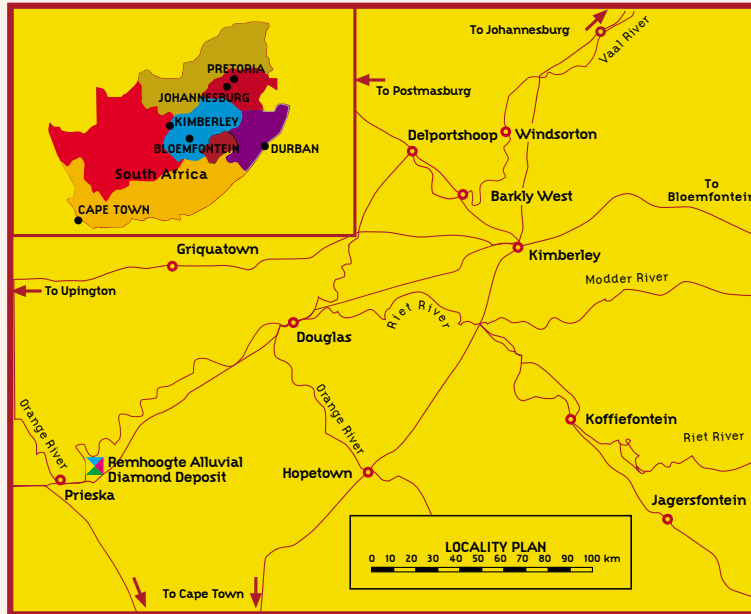 To Johannesburg
Vaal River
PRETORIA
JOHANNESBURG
KIMBERLEY
BLOEMFONTEIN
DURBAN
South Africa
CAPE TOWN
To Postmasburg
Delportshoop
Windsorton
Barkly West
To
Bloemfontein
Griquatown
Kimberley
To Upington
Modder River
Riet River
Douglas
Orange River
Orange River
Koffiefontein
Riet River
Remhoogte Alluvial
Diamond Deposit
Hopetown
Prieska
Jagersfontein
LOCALITY PLAN
0 10 20 30 40 50 60 70 80 90 100 km
To Cape Town